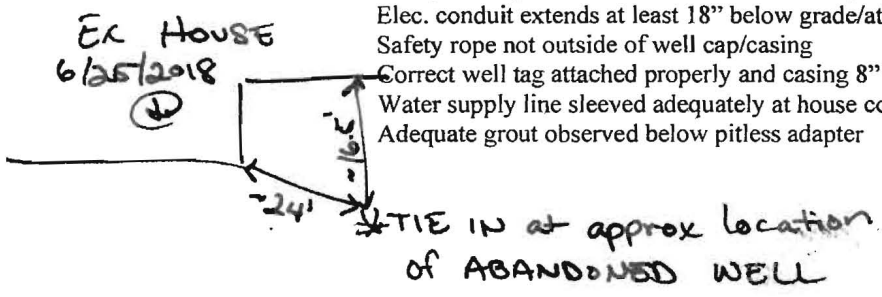 Elec. conduit extends at least 18” below grade/at
Safety rope not outside of well cap/casing
Correct well tag attached properly and casing 8”
Water supply line sleeved adequately at house co
Adequate grout observed below pitless adapter
EX HOUSE
6/25/2018
~16.2'
~24'
*TIE IN at approx location
of ABANDONED WELL